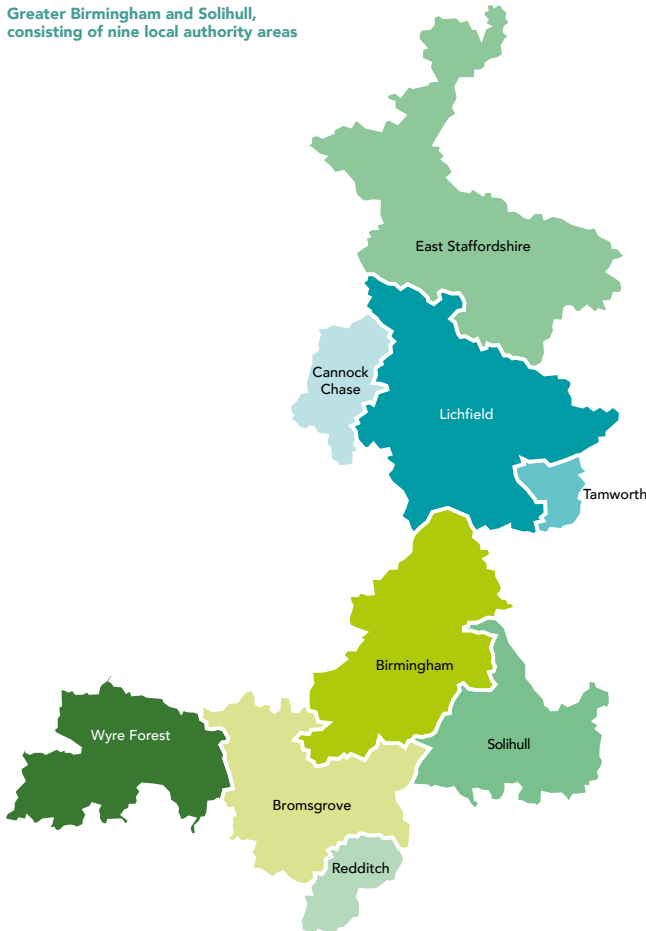 Greater Birmingham and Solihull,
consisting of nine local authority areas
East Staffordshire
Cannock
Chase
Lichfield
Tamworth
Birmingham
Wyre Forest
Solihull
Bromsgrove
Redditch